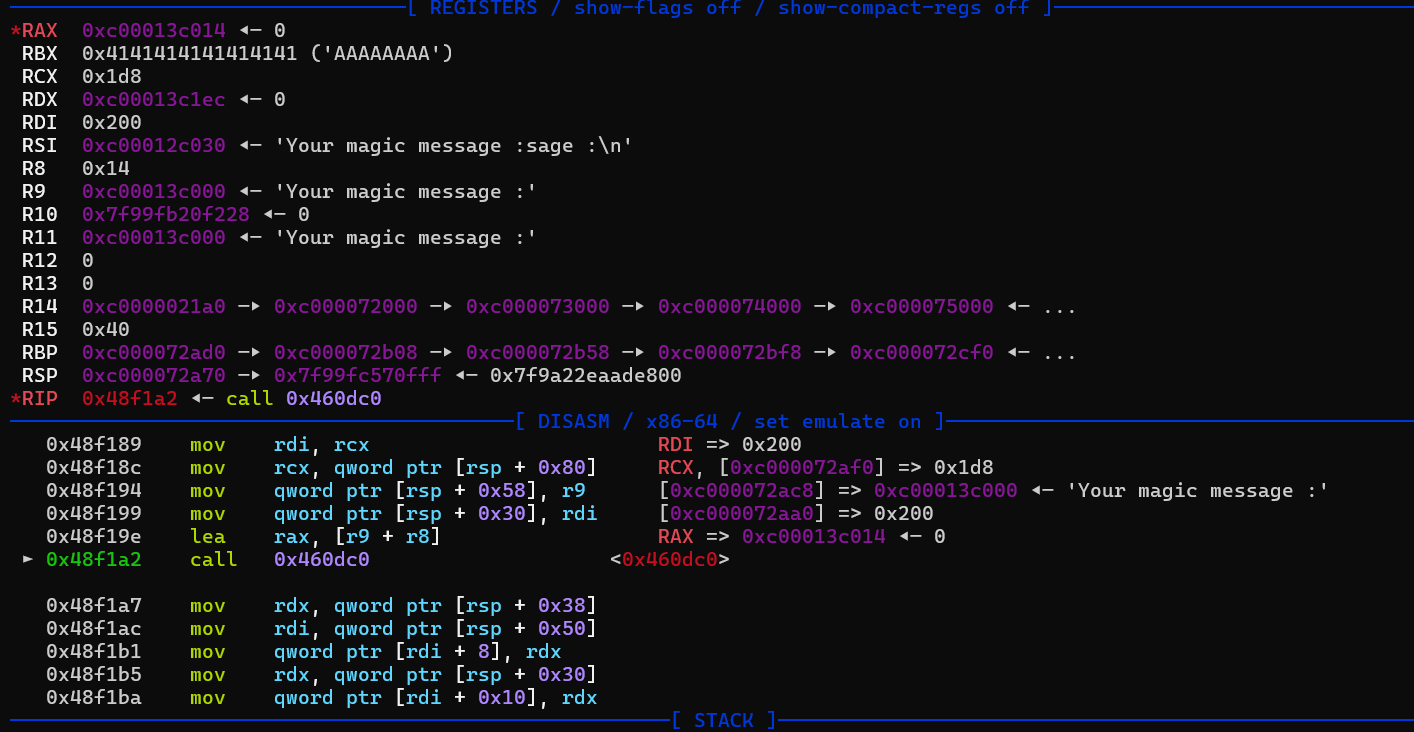 [ REGISTERS / show-flags off / show-compact-regs off ]
*RAX  0xc00013c014 ◂— 0
 RBX  0x4141414141414141 ('AAAAAAAA')
 RCX  0x1d8
 RDX  0xc00013c1ec ◂— 0
 RDI  0x200
 RSI  0xc00012c030 ◂— 'Your magic message :sage :\n'
 R8   0x14
 R9   0xc00013c000 ◂— 'Your magic message :'
 R10  0x7f99fb20f228 ◂— 0
 R11  0xc00013c000 ◂— 'Your magic message :'
 R12  0
 R13  0
 R14  0xc0000021a0 —▸ 0xc000072000 —▸ 0xc000073000 —▸ 0xc000074000 —▸ 0xc000075000 ◂— ...
 R15  0x40
 RBP  0xc000072ad0 —▸ 0xc000072b08 —▸ 0xc000072b58 —▸ 0xc000072bf8 —▸ 0xc000072cf0 ◂— ...
 RSP  0xc000072a70 —▸ 0x7f99fc570fff ◂— 0x7f9a22eaade800
*RIP  0x48f1a2 ◂— call 0x460dc0
[ DISASM / x86-64 / set emulate on ]
   0x48f189    mov    rdi, rcx                        RDI => 0x200
   0x48f18c    mov    rcx, qword ptr [rsp + 0x80]     RCX, [0xc000072af0] => 0x1d8
   0x48f194    mov    qword ptr [rsp + 0x58], r9      [0xc000072ac8] => 0xc00013c000 ◂— 'Your magic message :'
   0x48f199    mov    qword ptr [rsp + 0x30], rdi     [0xc000072aa0] => 0x200
   0x48f19e    lea    rax, [r9 + r8]                  RAX => 0xc00013c014 ◂— 0
 ► 0x48f1a2    call   0x460dc0                    <0x460dc0>
   0x48f1a7    mov    rdx, qword ptr [rsp + 0x38]
   0x48f1ac    mov    rdi, qword ptr [rsp + 0x50]
   0x48f1b1    mov    qword ptr [rdi + 8], rdx
   0x48f1b5    mov    rdx, qword ptr [rsp + 0x30]
   0x48f1ba    mov    qword ptr [rdi + 0x10], rdx
[ STACK ]